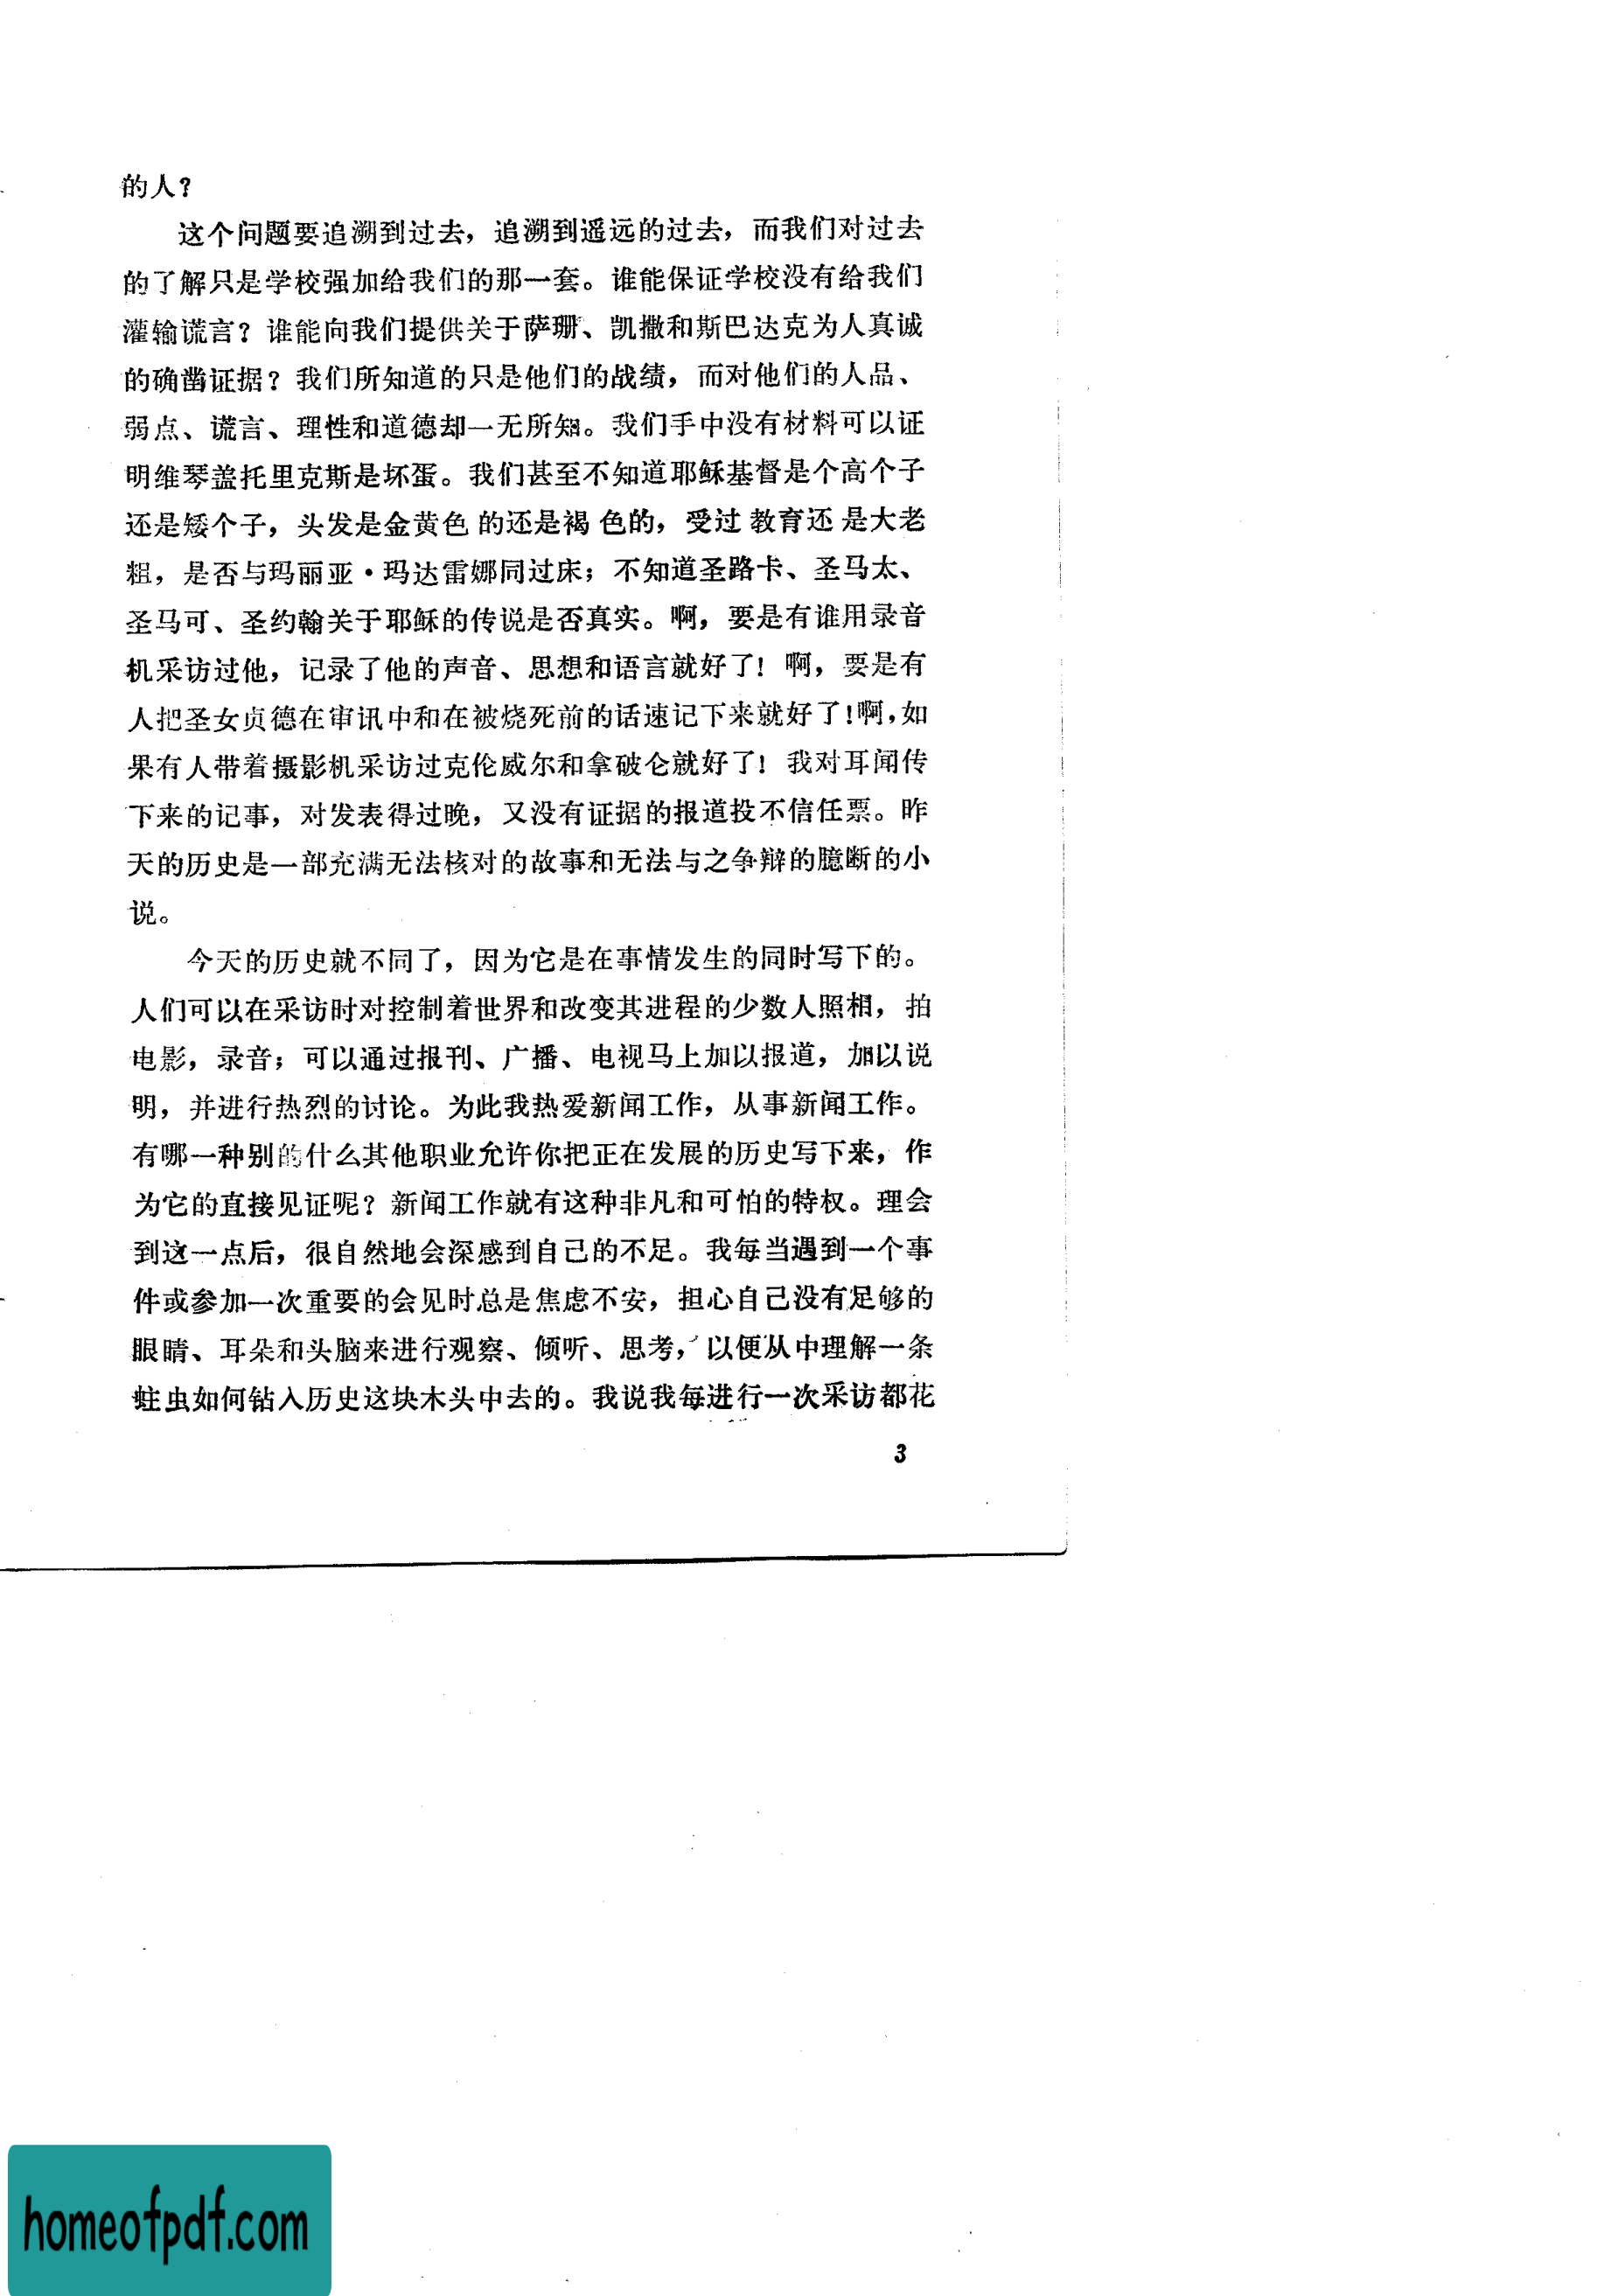 的人？
这个问题要追溯到过去，追溯到遥远的过去，而我们对过去
的了解只是学校强加给我们的那一套。谁能保证学校没有给我们
灌输谎言？谁能向我们提供关于萨珊、凯撒和斯巴达克为人真诚
的确凿证据？我们所知道的只是他们的战绩，而对他们的人品、
弱点、谎言、理性和道德却一无所知。我们手中没有材料可以证
明维琴盖托里克斯是坏蛋。我们甚至不知道耶稣基督是个高个子
还是矮个子，头发是金黄色的还是褐色的，受过教育还是大老
粗，是否与玛丽亚·玛达雷娜同过床；不知道圣路卡、圣马太、
圣马可、圣约翰关于耶稣的传说是否真实。啊，要是有谁用录音
机采访过他，记录了他的声音、思想和语言就好了！啊，要是有
人把圣女贞德在审讯中和在被烧死前的话速记下来就好了！啊，如
果有人带着摄影机采访过克伦威尔和拿破仑就好了！我对耳闻传
下来的记事，对发表得过晚，又没有证据的报道投不信任票。昨
天的历史是一部充满无法核对的故事和无法与之争辩的臆断的小
说。
今天的历史就不同了，因为它是在事情发生的同时写下的。
人们可以在采访时对控制着世界和改变其进程的少数人照相，拍
电影，录音；可以通过报刊、广播、电视马上加以报道，加以说
明，并进行热烈的讨论。为此我热爱新闻工作，从事新闻工作。
有哪一种别的什么其他职业允许你把正在发展的历史写下来，作
为它的直接见证呢？新闻工作就有这种非凡和可怕的特权。理会
到这一点后，很自然地会深感到自己的不足。我每当遇到一个事
件或参加一次重要的会见时总是焦虑不安，担心自己没有足够的
眼睛、耳朵和头脑来进行观察、倾听、思考，以便从中理解一条
蛀虫如何钻入历史这块木头中去的。我说我每进行一次采访都花
3
homeofpdf.com